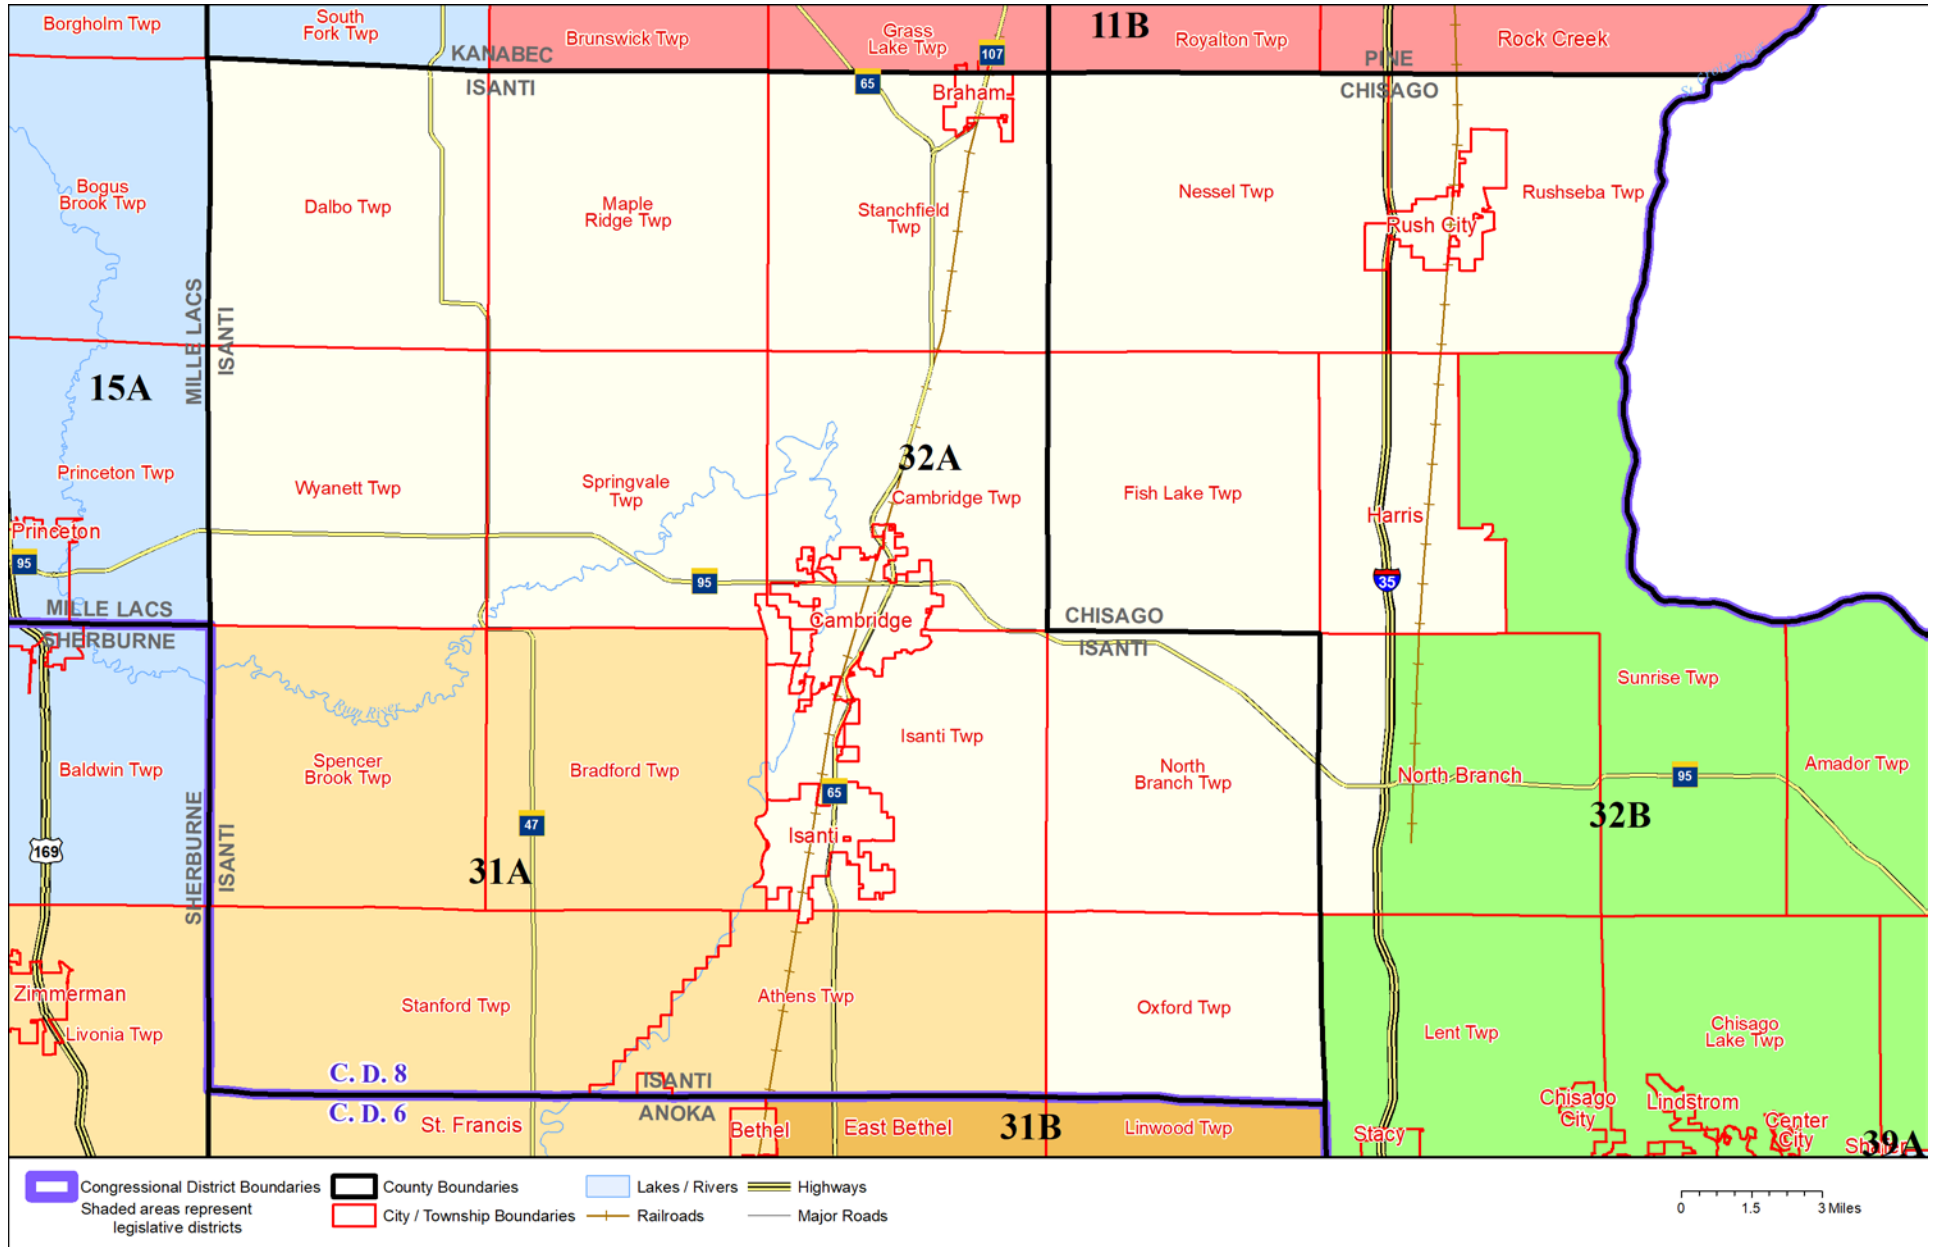 Borgholm Twp
South
Fork Twp
KANABEC
ISANTI
Brunswick Twp
Grass
Lake Twp
107
65
Braham
11B
Royalton Twp
PINE
CHISAGO
Rock Creek
Bogus
Brook Twp
Dalbo Twp
Maple
Ridge Twp
Stanchfield
Twp
Nessel Twp
Rush City
Rushseba Twp
MILLE LACS
ISANTI
15A
Princeton Twp
Princeton
95
Wyanett Twp
Springvale
Twp
95
32A
Cambridge Twp
Fish Lake Twp
Harris
35
MILLE LACS
SHERBURNE
Cambridge
CHISAGO
ISANTI
Rum River
Baldwin Twp
Spencer
Brook Twp
Bradford Twp
Isanti Twp
North
Branch Twp
North Branch
Sunrise Twp
95
Amador Twp
32B
169
SHERBURNE
ISANTI
47
31A
65
Isanti
Zimmerman
Livonia Twp
Stanford Twp
Athens Twp
Oxford Twp
Lent Twp
Chisago
Lake Twp
C. D. 8
C. D. 6
ISANTI
ANOKA
St. Francis
Bethel
East Bethel
31B
Linwood Twp
Stacy
Chisago
City
Lindstrom
Center
City
39A
Congressional District Boundaries
Shaded areas represent
legislative districts
County Boundaries
City / Township Boundaries
Lakes / Rivers
Railroads
Highways
Major Roads
0 1.5 3 Miles